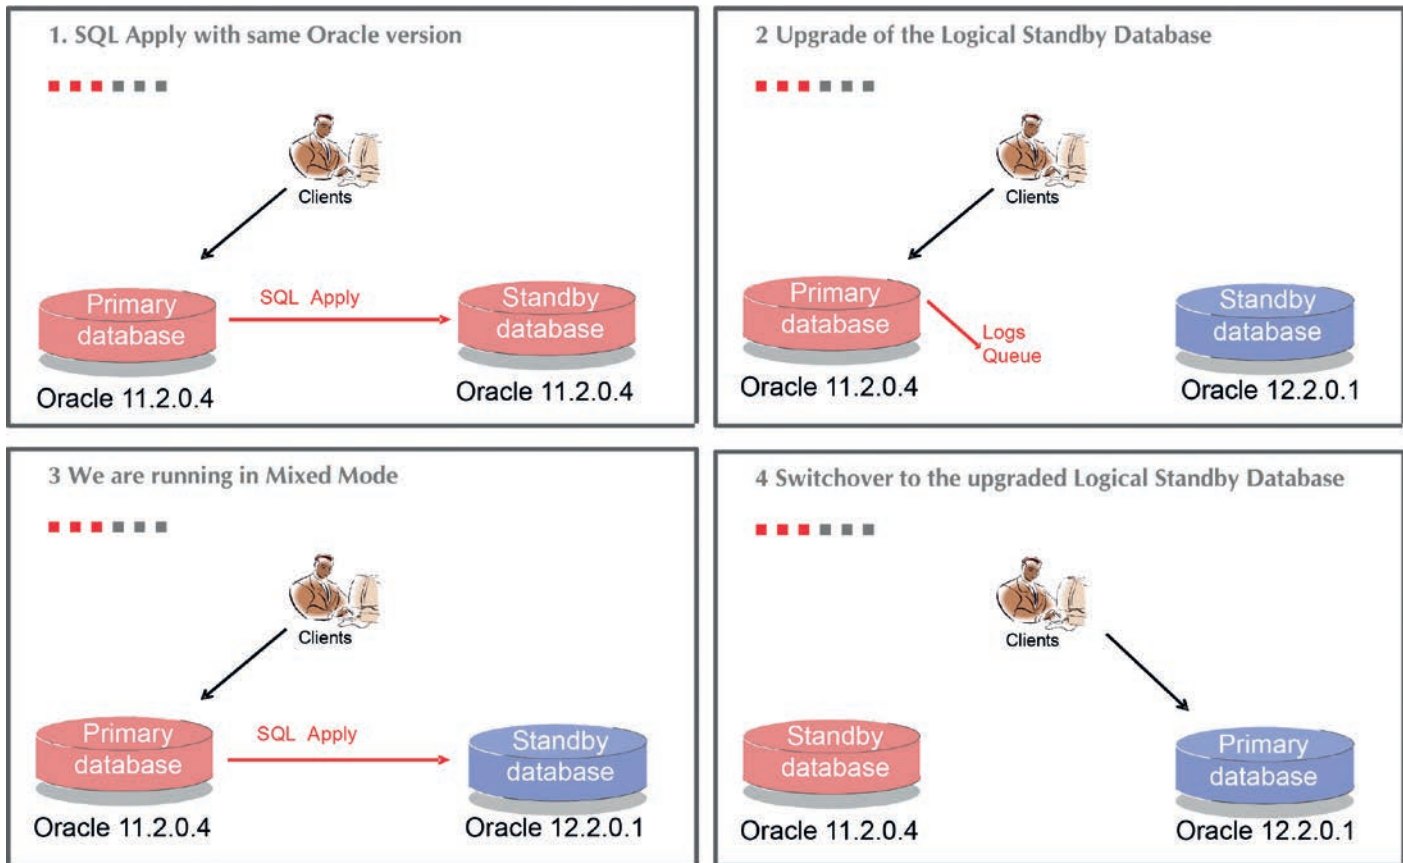 1. SQL Apply with same Oracle version
Clients
Primary
database
SQL Apply
Standby
database
Oracle 11.2.0.4
Oracle 11.2.0.4
2 Upgrade of the Logical Standby Database
Clients
Primary
database
Logs
Queue
Standby
database
Oracle 11.2.0.4
Oracle 12.2.0.1
3 We are running in Mixed Mode
Clients
Primary
database
SQL Apply
Standby
database
Oracle 11.2.0.4
Oracle 12.2.0.1
4 Switchover to the upgraded Logical Standby Database
Clients
Standby
database
Primary
database
Oracle 11.2.0.4
Oracle 12.2.0.1